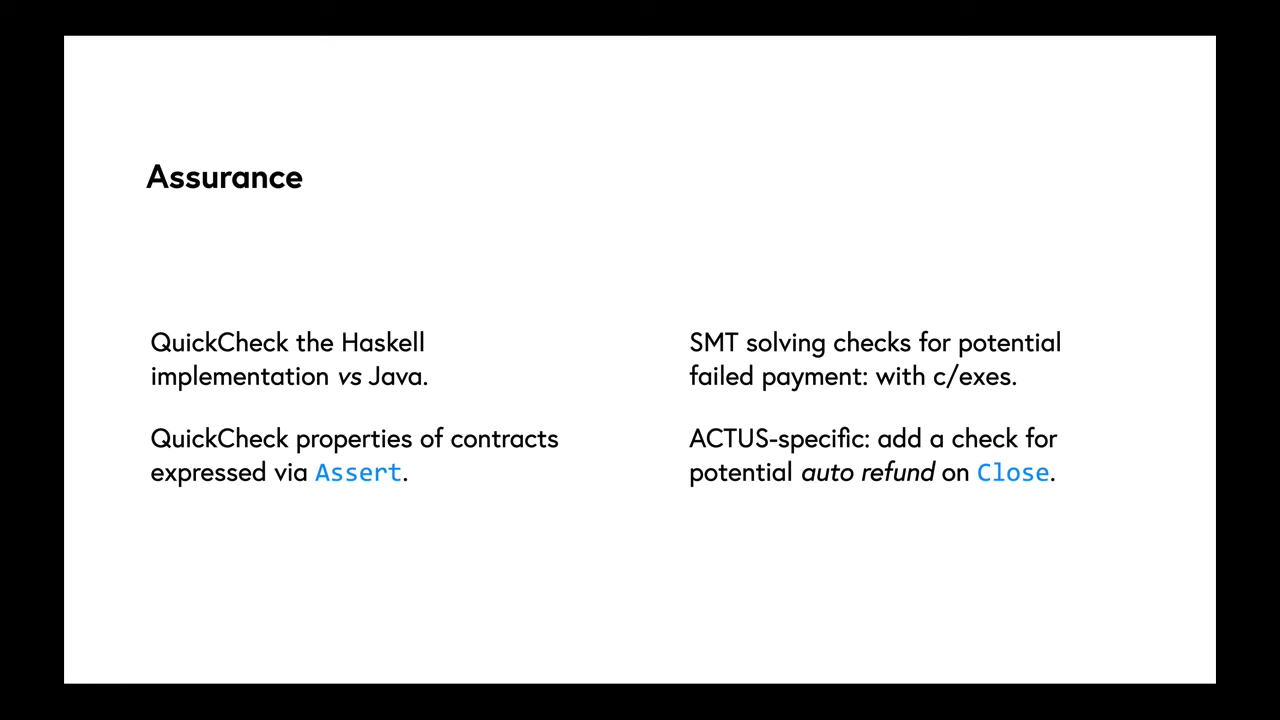 Assurance
QuickCheck the Haskell
implementation vs Java.
QuickCheck properties of contracts
expressed via Assert.
SMT solving checks for potential
failed payment: with c/exes.
ACTUS-specific: add a check for
potential auto refund on Close.